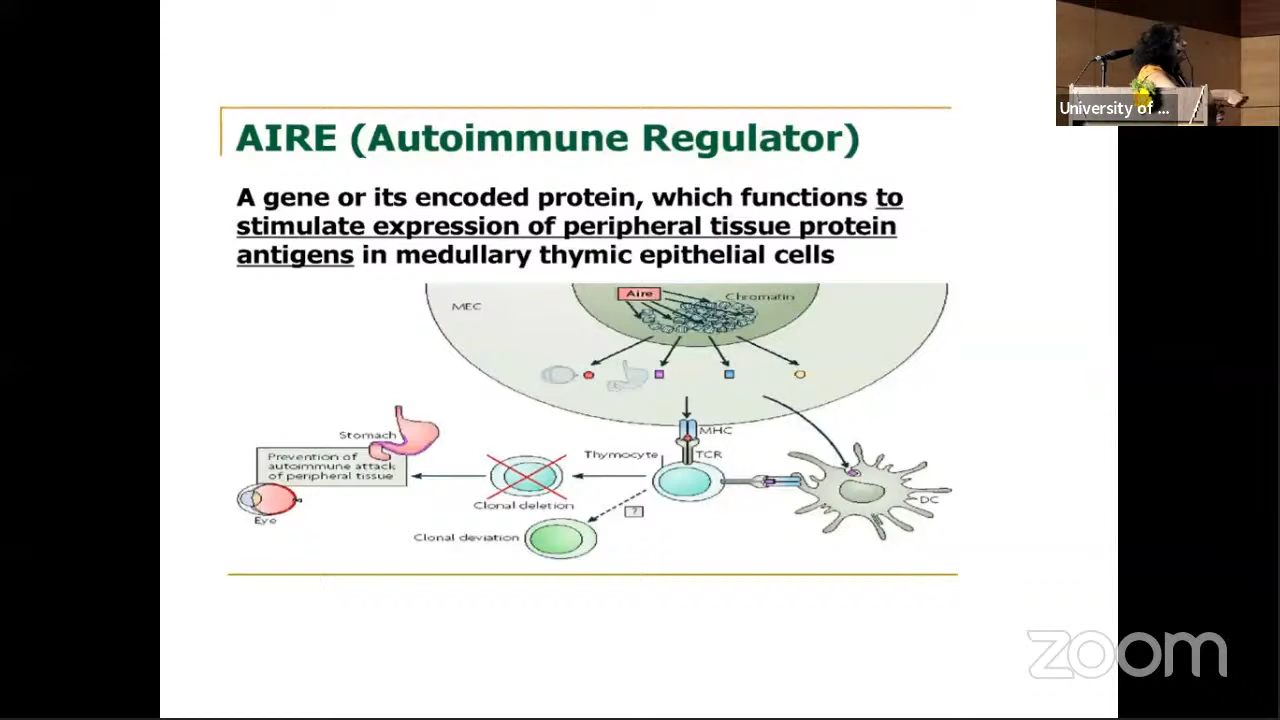 University of ...
AIRE (Autoimmune Regulator)
A gene or its encoded protein, which functions to
stimulate expression of peripheral tissue protein
antigens in medullary thymic epithelial cells
Aire
Chromatin
MEC
MHC
Stomach
Thymocyte
TCR
Prevention of
autoimmune attack
of peripheral tissue
DC
Clonal deletion
?
Eye
Clonal deviation
zoom